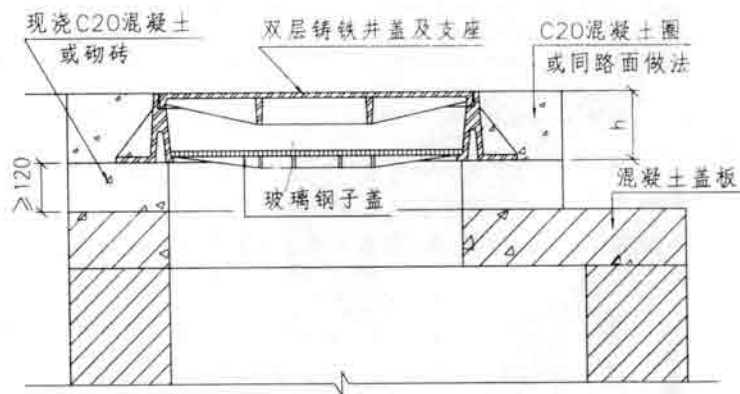 现浇C20混凝土
或砌砖
双层铸铁井盖及支座
C20混凝土圈
或同路面做法
h
≥120
玻璃钢子盖
混凝土盖板